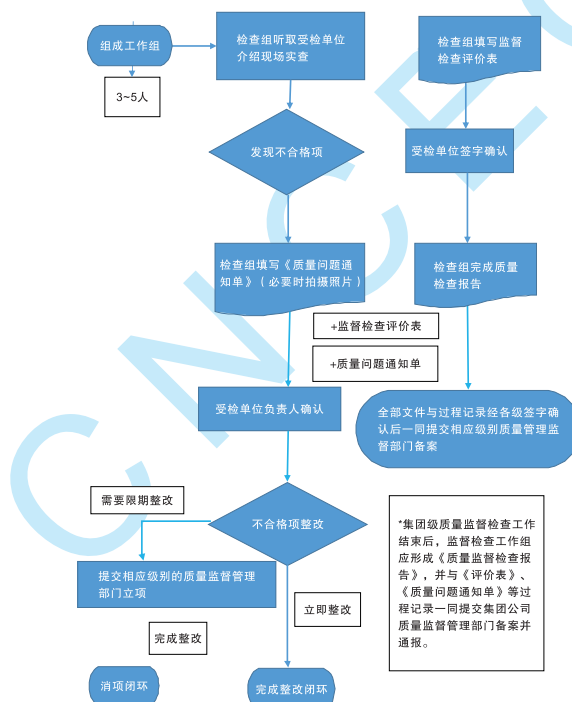 组成工作组
3~5人
检查组听取受检单位
介绍现场实查
发现不合格项
检查组填写《质量问题通
知单》（必要时拍摄照片）
+监督检查评价表
+质量问题通知单
受检单位负责人确认
需要限期整改
不合格项整改
提交相应级别的质量监督管理
部门立项
立即整改
完成整改
消项闭环
完成整改闭环
检查组填写监督
检查评价表
受检单位签字确认
检查组完成质量
检查报告
全部文件与过程记录经各级签字确
认后一同提交相应级别质量管理监
督部门备案
*集团级质量监督检查工作
结束后，监督检查工作组
应形成《质量监督检查报
告》，并与《评价表》、
《质量问题通知单》等过
程记录一同提交集团公司
质量监督管理部门备案并
通报。
CNCEC